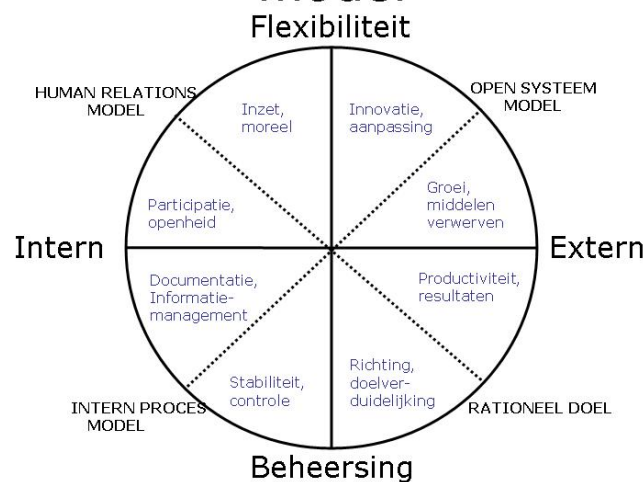 Flexibiliteit
HUMAN RELATIONS
MODEL
OPEN SYSTEEM
MODEL
Inzet,
moreel
Innovatie,
aanpassing
Participatie,
openheid
Groei,
middelen
verwerven
Intern
Extern
Documentatie,
Informatie-
management
Productiviteit,
resultaten
Stabiliteit,
controle
Richting,
doelver-
duidelijking
INTERN PROCES
MODEL
RATIONEEL DOEL
Beheersing